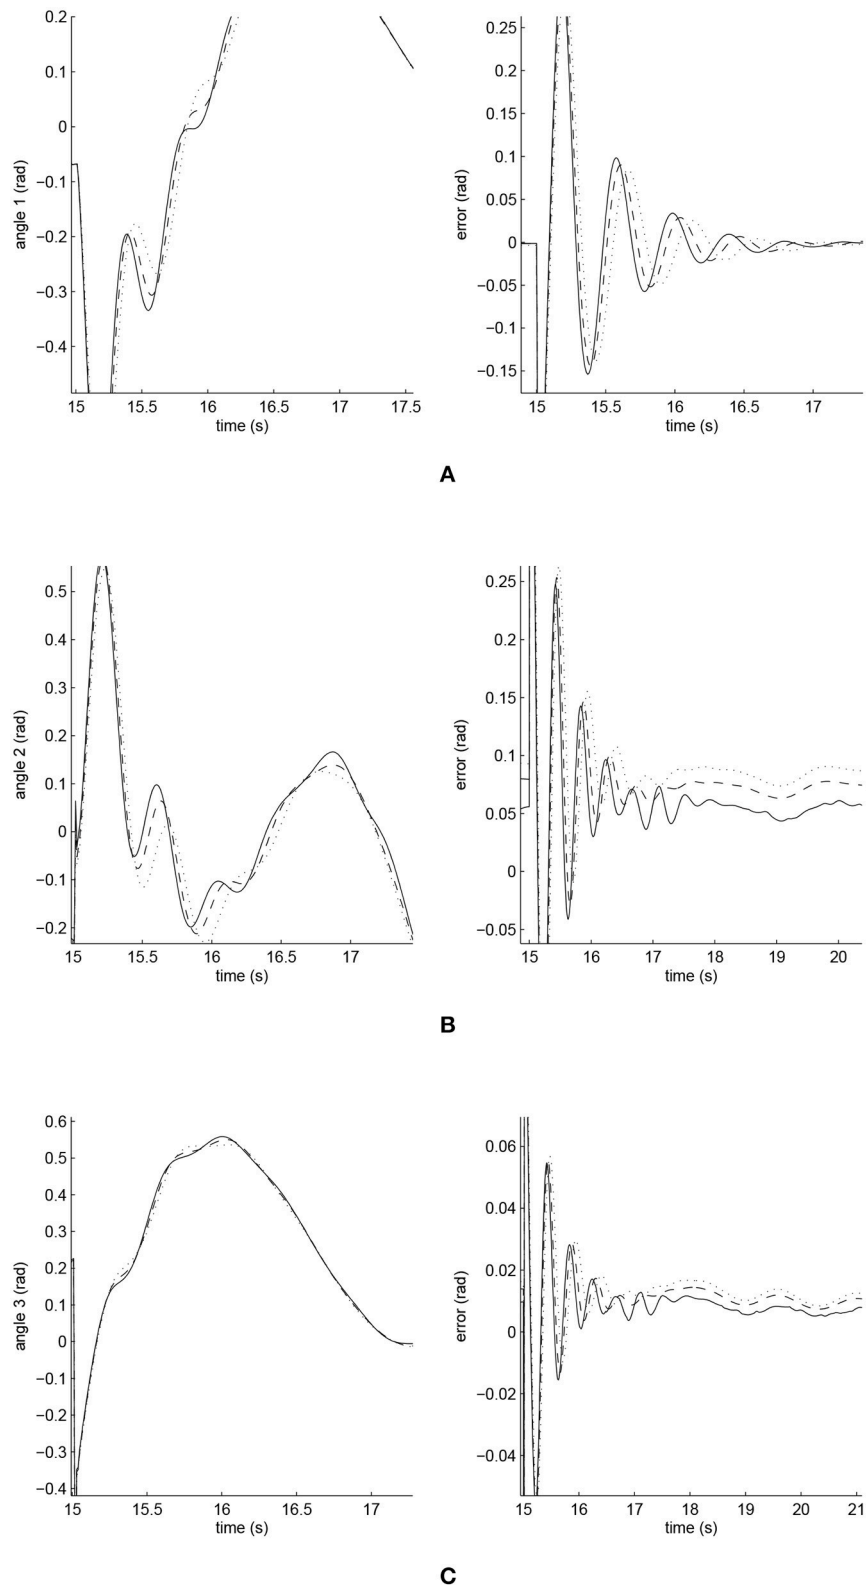 0.2
0.1
0
−0.1
−0.2
−0.3
−0.4
angle 1 (rad)
15 15.5 16 16.5 17 17.5
time (s)
0.25
0.2
0.15
0.1
0.05
0
−0.05
−0.1
−0.15
error (rad)
15 15.5 16 16.5 17
time (s)
A
0.5
0.4
0.3
0.2
0.1
0
−0.1
−0.2
angle 2 (rad)
15 15.5 16 16.5 17
time (s)
0.25
0.2
0.15
0.1
0.05
0
−0.05
error (rad)
15 16 17 18 19 20
time (s)
B
0.6
0.5
0.4
0.3
0.2
0.1
0
−0.1
−0.2
−0.3
−0.4
angle 3 (rad)
15 15.5 16 16.5 17
time (s)
0.06
0.04
0.02
0
−0.02
−0.04
error (rad)
15 16 17 18 19 20 21
time (s)
C